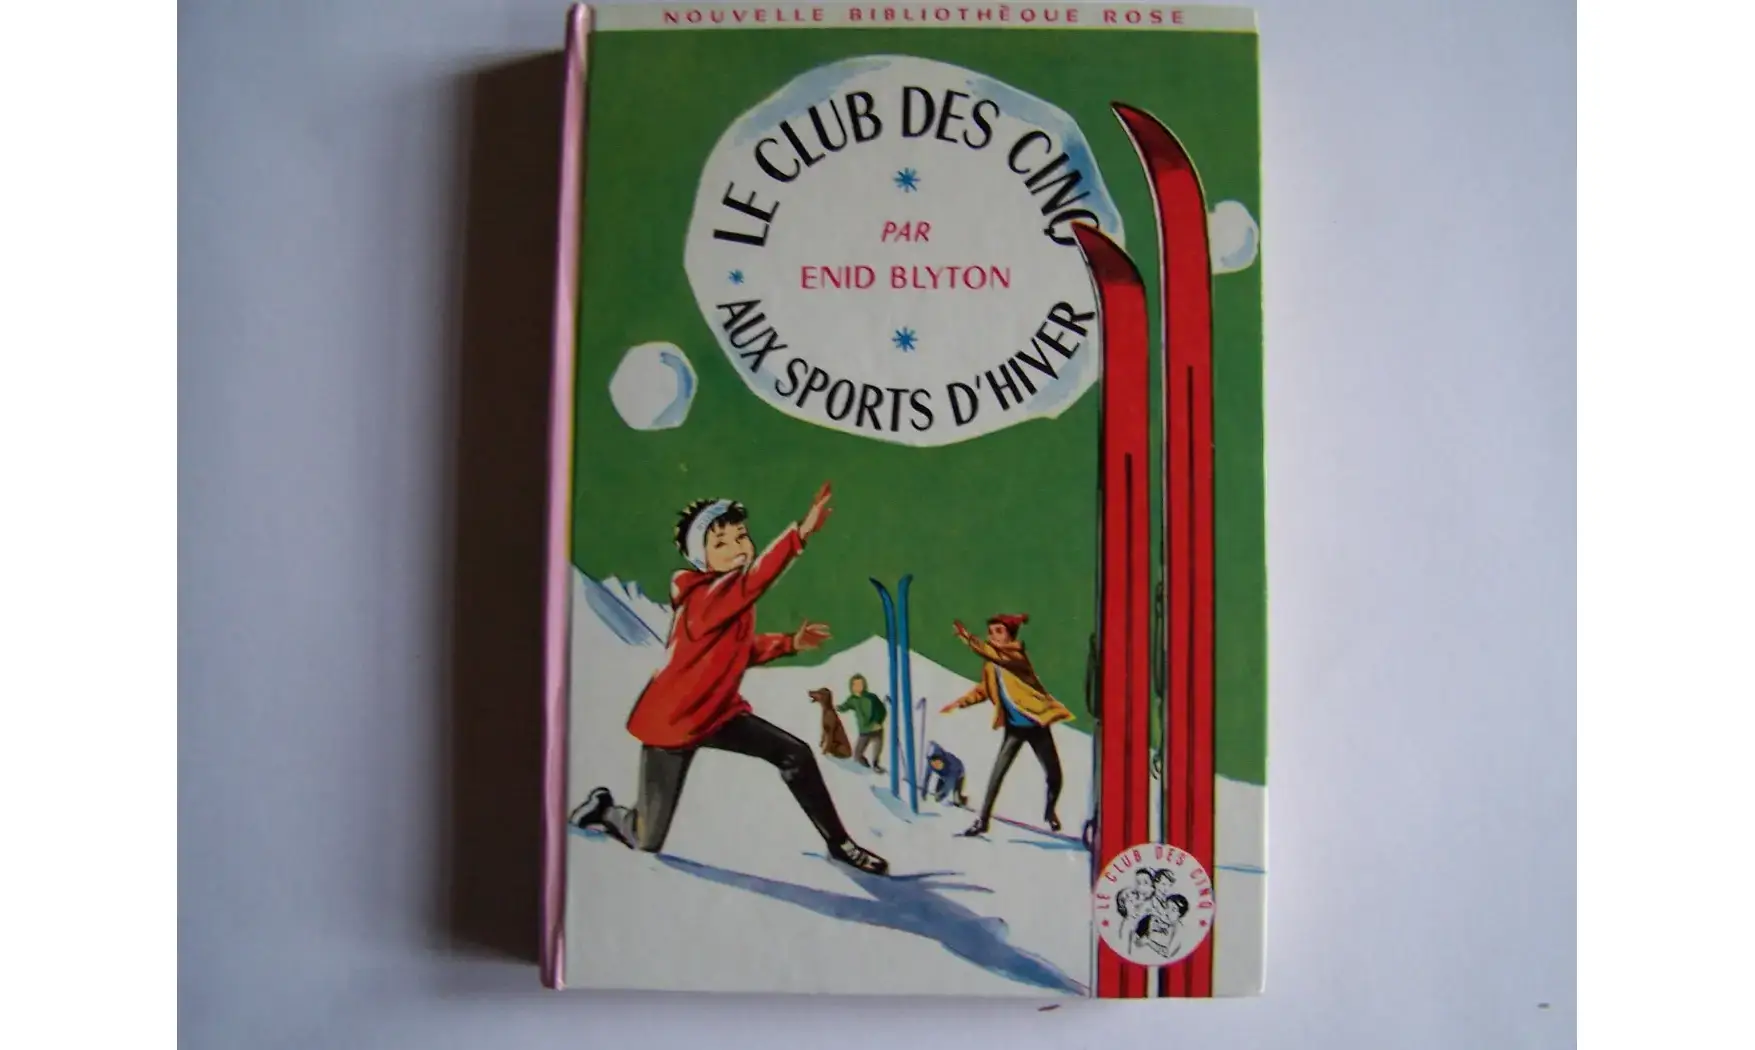 NOUVELLE BIBLIOTHÈQUE ROSE
LE CLUB DES CINQ
PAR
ENID BLYTON
AUX SPORTS D'HIVER
LE CLUB DES CINQ